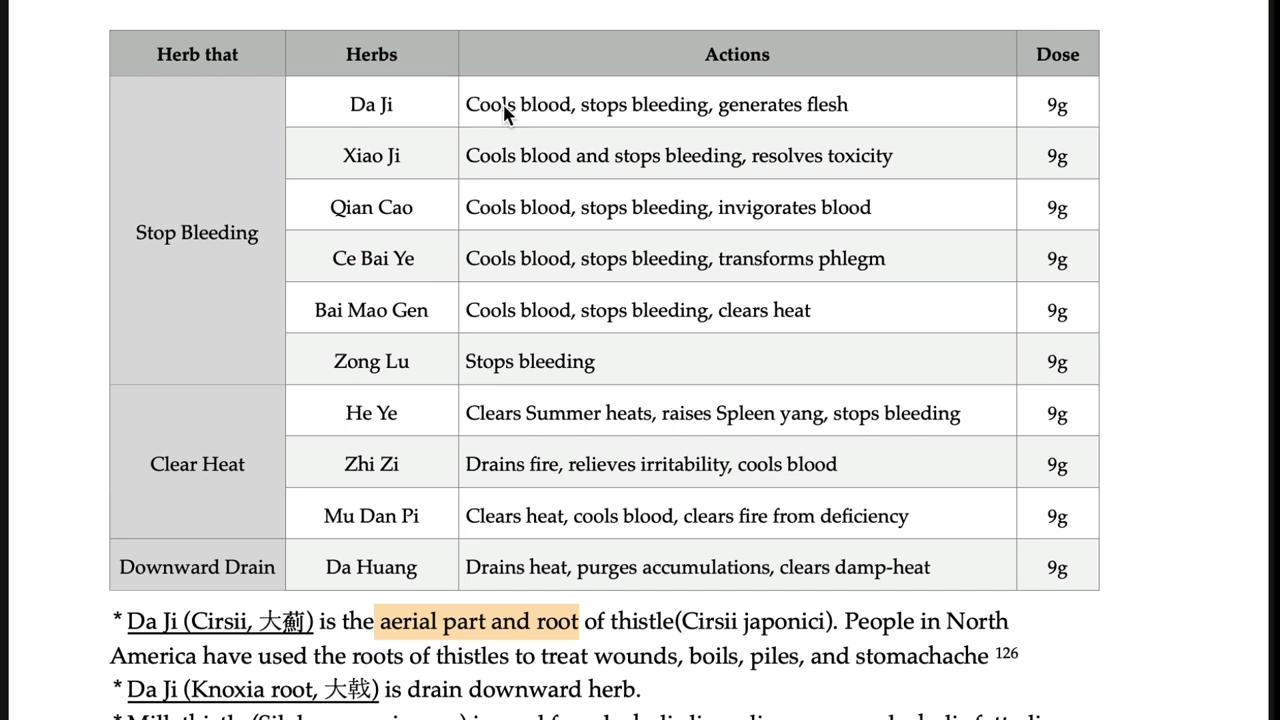 Herb that Herbs Actions Dose
Stop Bleeding
Da Ji Cools blood, stops bleeding, generates flesh 9g
Xiao Ji Cools blood and stops bleeding, resolves toxicity 9g
Qian Cao Cools blood, stops bleeding, invigorates blood 9g
Ce Bai Ye Cools blood, stops bleeding, transforms phlegm 9g
Bai Mao Gen Cools blood, stops bleeding, clears heat 9g
Zong Lu Stops bleeding 9g
Clear Heat
He Ye Clears Summer heats, raises Spleen yang, stops bleeding 9g
Zhi Zi Drains fire, relieves irritability, cools blood 9g
Mu Dan Pi Clears heat, cools blood, clears fire from deficiency 9g
Downward Drain Da Huang Drains heat, purges accumulations, clears damp-heat 9g
* Da Ji (Cirsii, 大薊) is the aerial part and root of thistle(Cirsii japonici). People in North
America have used the roots of thistles to treat wounds, boils, piles, and stomachache 126
* Da Ji (Knoxia root, 大戟) is drain downward herb.